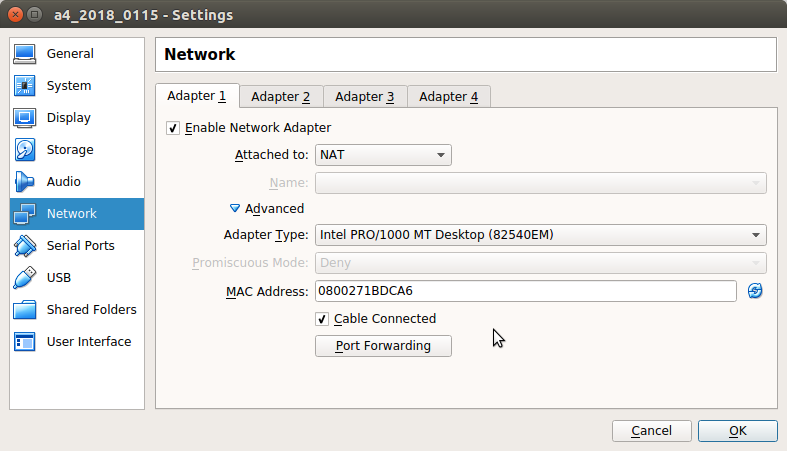 a4_2018_0115 - Settings
General
System
Display
Storage
Audio
Network
Serial Ports
USB
Shared Folders
User Interface
Network
Adapter 1 Adapter 2 Adapter 3 Adapter 4
Enable Network Adapter
Attached to: NAT
Name:
Advanced
Adapter Type: Intel PRO/1000 MT Desktop (82540EM)
Promiscuous Mode: Deny
MAC Address: 0800271BDCA6
Cable Connected
Port Forwarding
Cancel OK